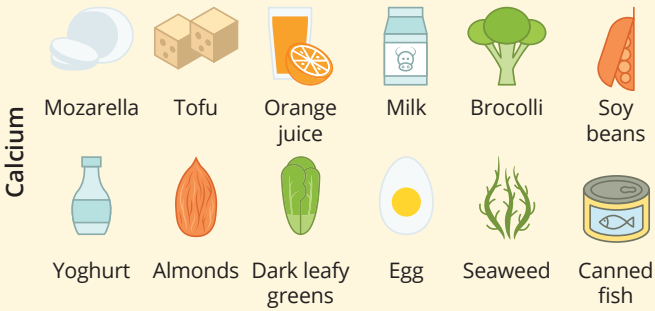 Calcium
Mozarella
Tofu
Orange
juice
Milk
Brocolli
Soy
beans
Yoghurt
Almonds
Dark leafy
greens
Egg
Seaweed
Canned
fish